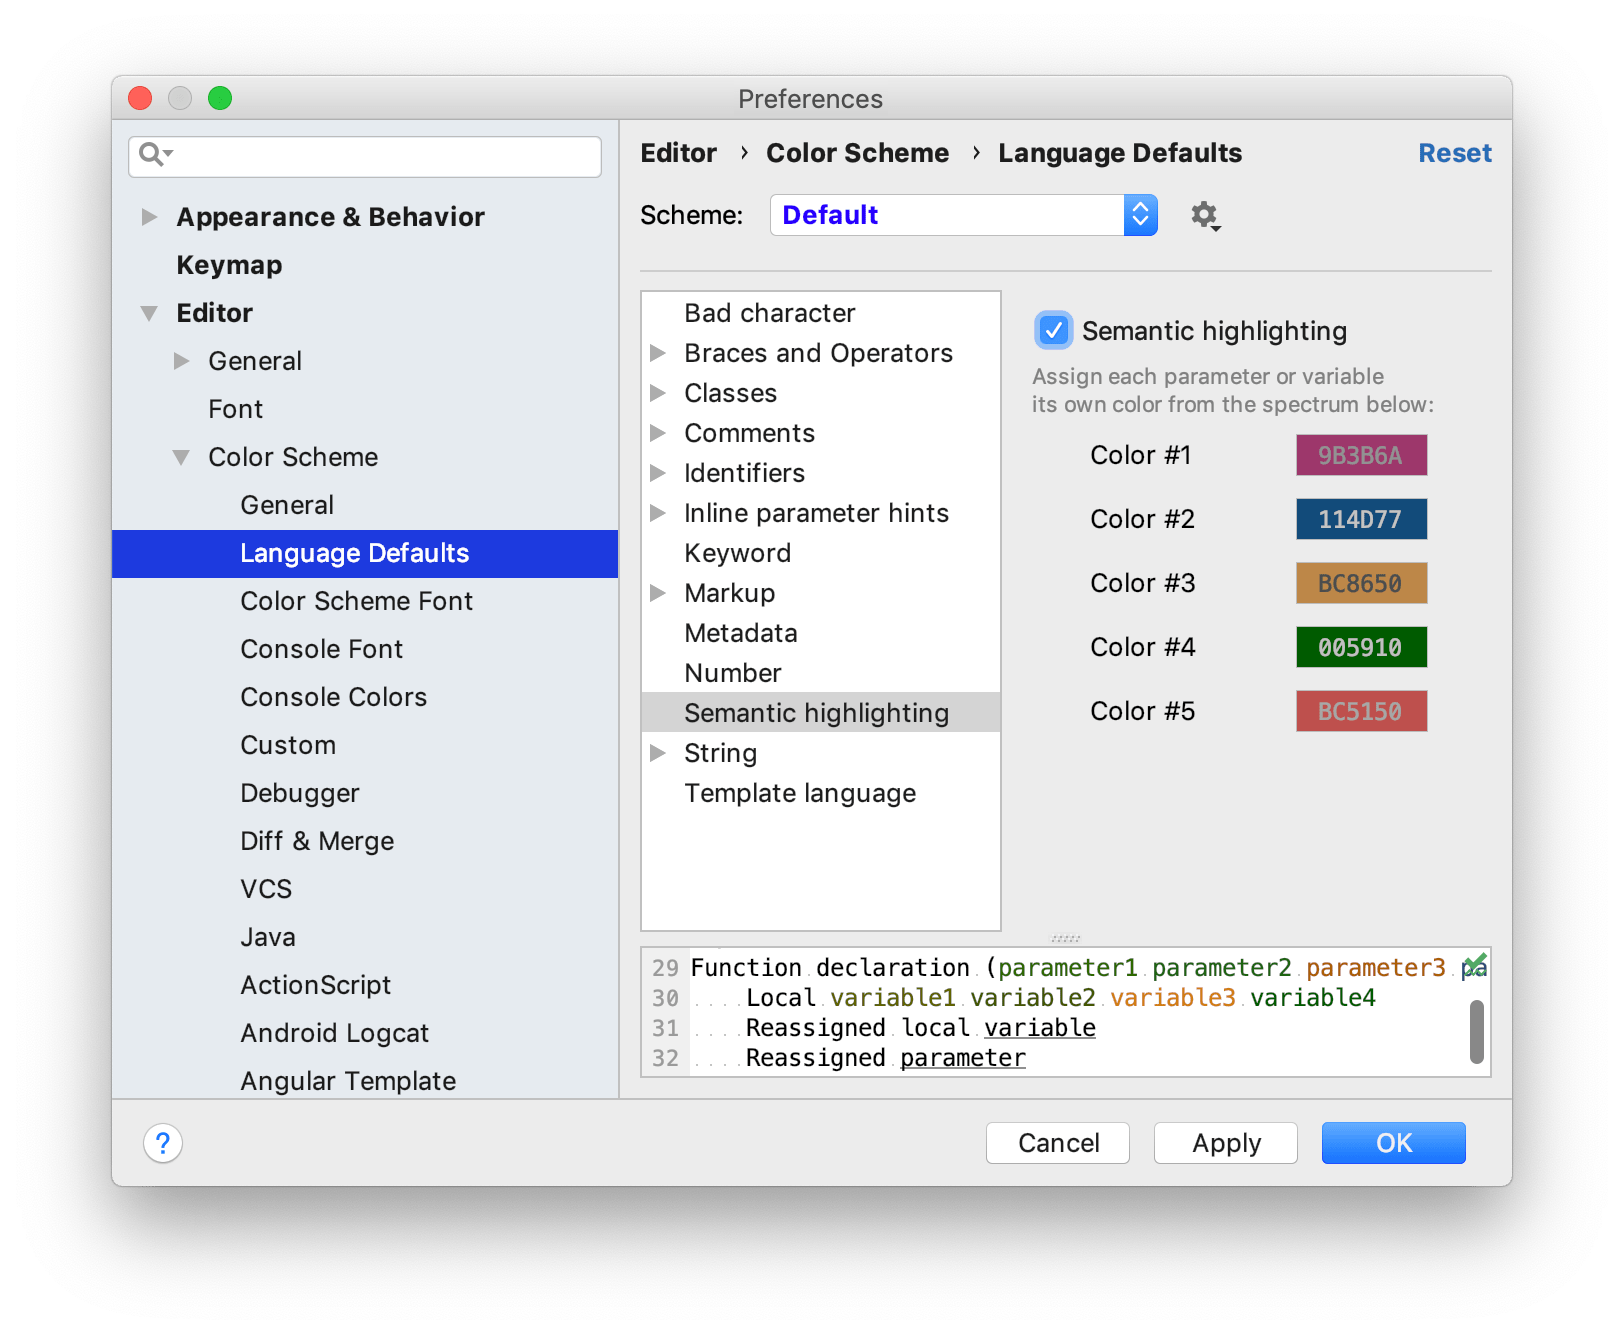 Preferences
Appearance & Behavior
Keymap
Editor
General
Font
Color Scheme
General
Language Defaults
Color Scheme Font
Console Font
Console Colors
Custom
Debugger
Diff & Merge
VCS
Java
ActionScript
Android Logcat
Angular Template
Editor › Color Scheme › Language Defaults
Reset
Scheme: Default
Bad character
Braces and Operators
Classes
Comments
Identifiers
Inline parameter hints
Keyword
Markup
Metadata
Number
Semantic highlighting
String
Template language
Semantic highlighting
Assign each parameter or variable
its own color from the spectrum below:
Color #1 9B3B6A
Color #2 114D77
Color #3 BC8650
Color #4 005910
Color #5 BC5150
29 Function declaration (parameter1 parameter2 parameter3 pa
30 Local variable1 variable2 variable3 variable4
31 Reassigned local variable
32 Reassigned parameter
?
Cancel
Apply
OK